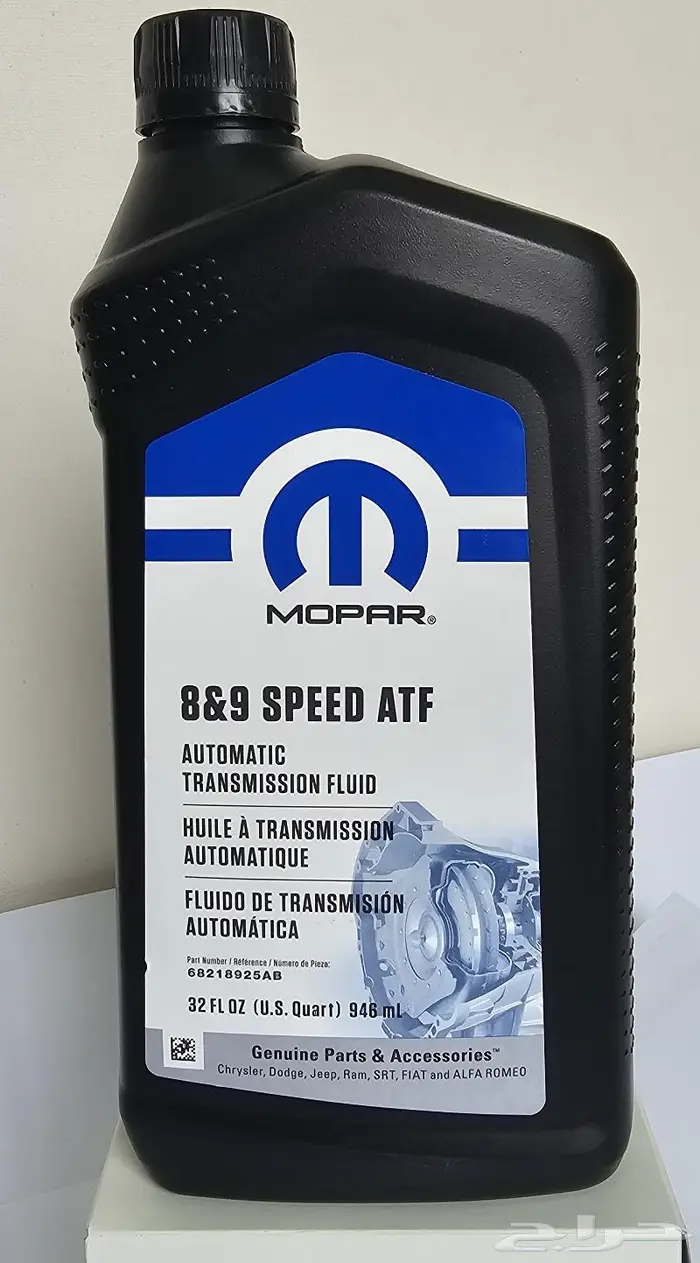 MOPAR®
8&9 SPEED ATF
AUTOMATIC
TRANSMISSION FLUID
HUILE À TRANSMISSION
AUTOMATIQUE
FLUIDO DE TRANSMISIÓN
AUTOMÁTICA
Part Number / Référence / Número de Pieza:
68218925AB
32 FL OZ (U.S. Quart) 946 mL
Genuine Parts & Accessories™
Chrysler, Dodge, Jeep, Ram, SRT, FIAT and ALFA ROMEO
حراج